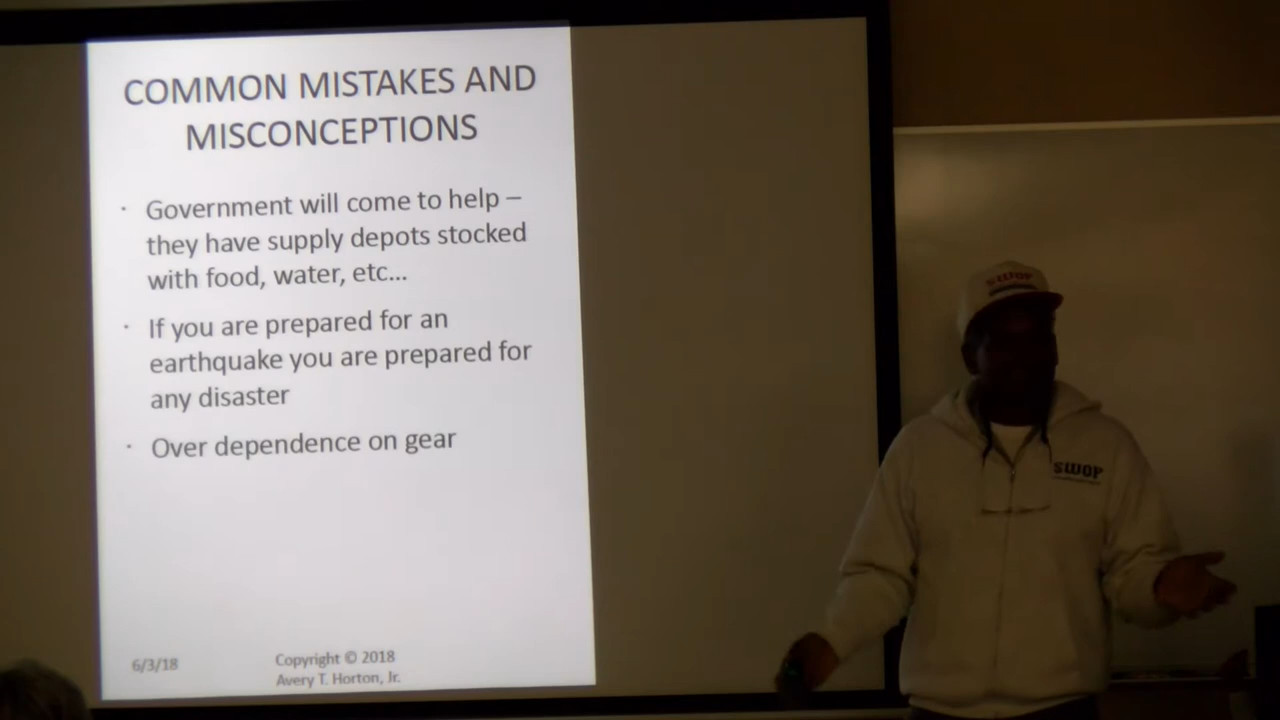 COMMON MISTAKES AND
MISCONCEPTIONS
· Government will come to help –
they have supply depots stocked
with food, water, etc...
· If you are prepared for an
earthquake you are prepared for
any disaster
· Over dependence on gear
6/3/18
Copyright © 2018
Avery T. Horton, Jr.
SWOP
SWOP